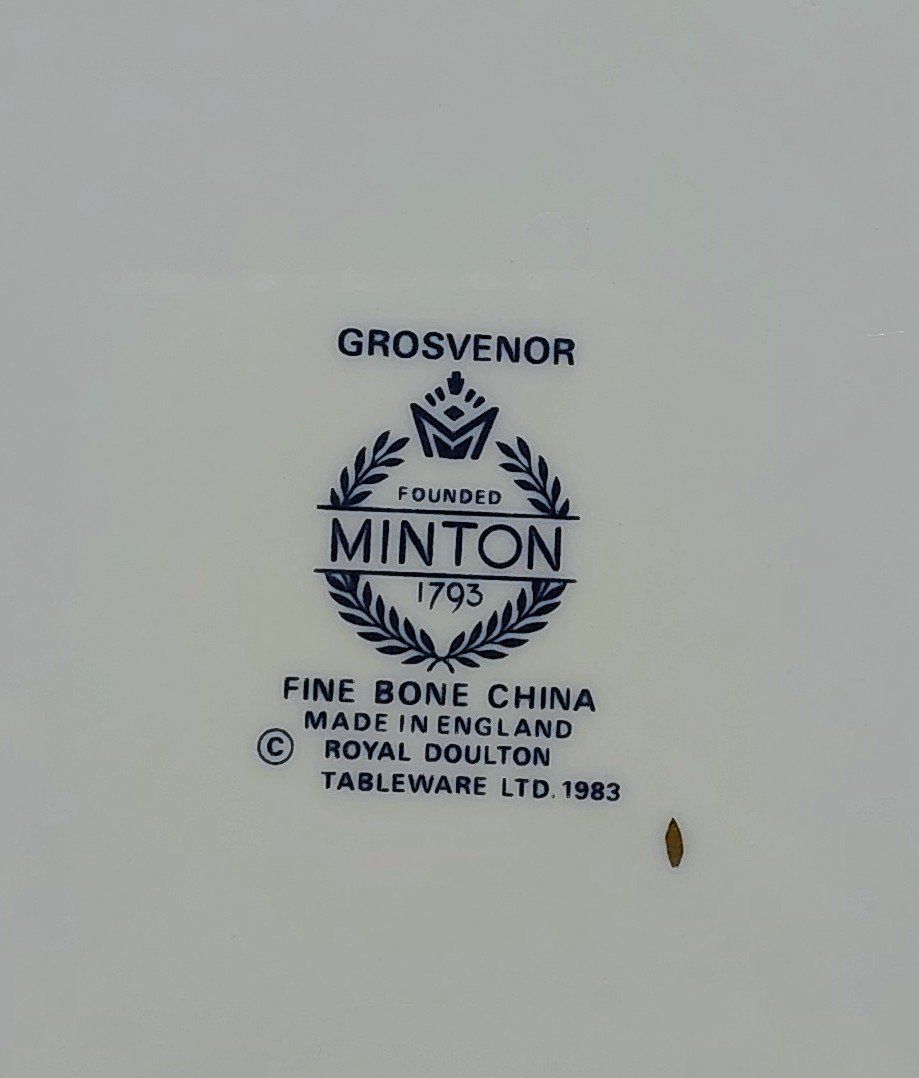 GROSVENOR
FOUNDED
MINTON
1793
FINE BONE CHINA
MADE IN ENGLAND
© ROYAL DOULTON
TABLEWARE LTD. 1983